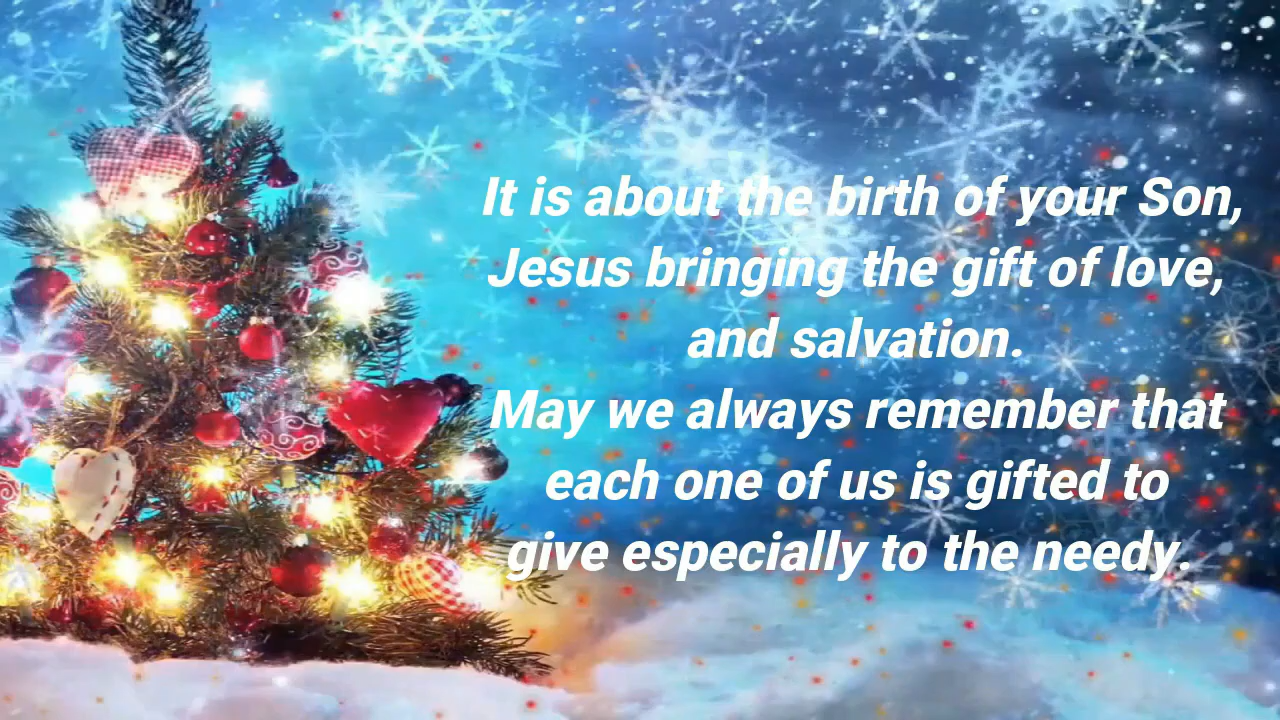 It is about the birth of your Son,
Jesus bringing the gift of love,
and salvation.
May we always remember that
each one of us is gifted to
give especially to the needy.